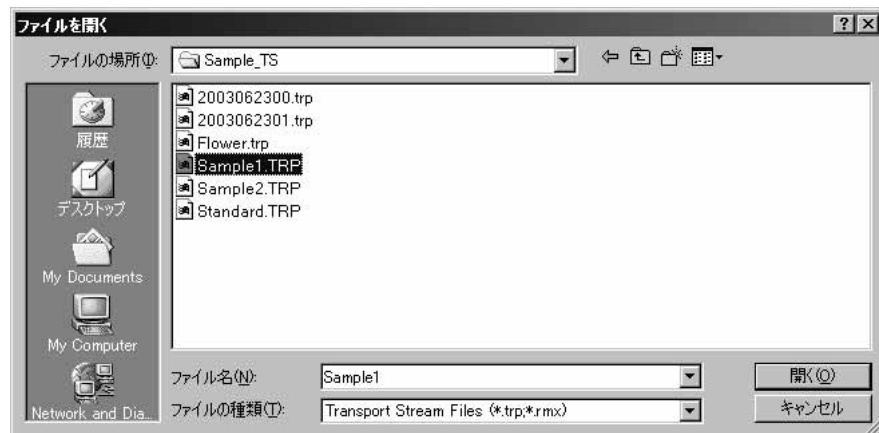 ファイルを開く
ファイルの場所(I):
Sample_TS
履歴
デスクトップ
My Documents
My Computer
Network and Dia...
2003062300.trp
2003062301.trp
Flower.trp
Sample1.TRP
Sample2.TRP
Standard.TRP
ファイル名(N):
Sample1
開く(O)
ファイルの種類(T):
Transport Stream Files (*.trp;*.rmx)
キャンセル